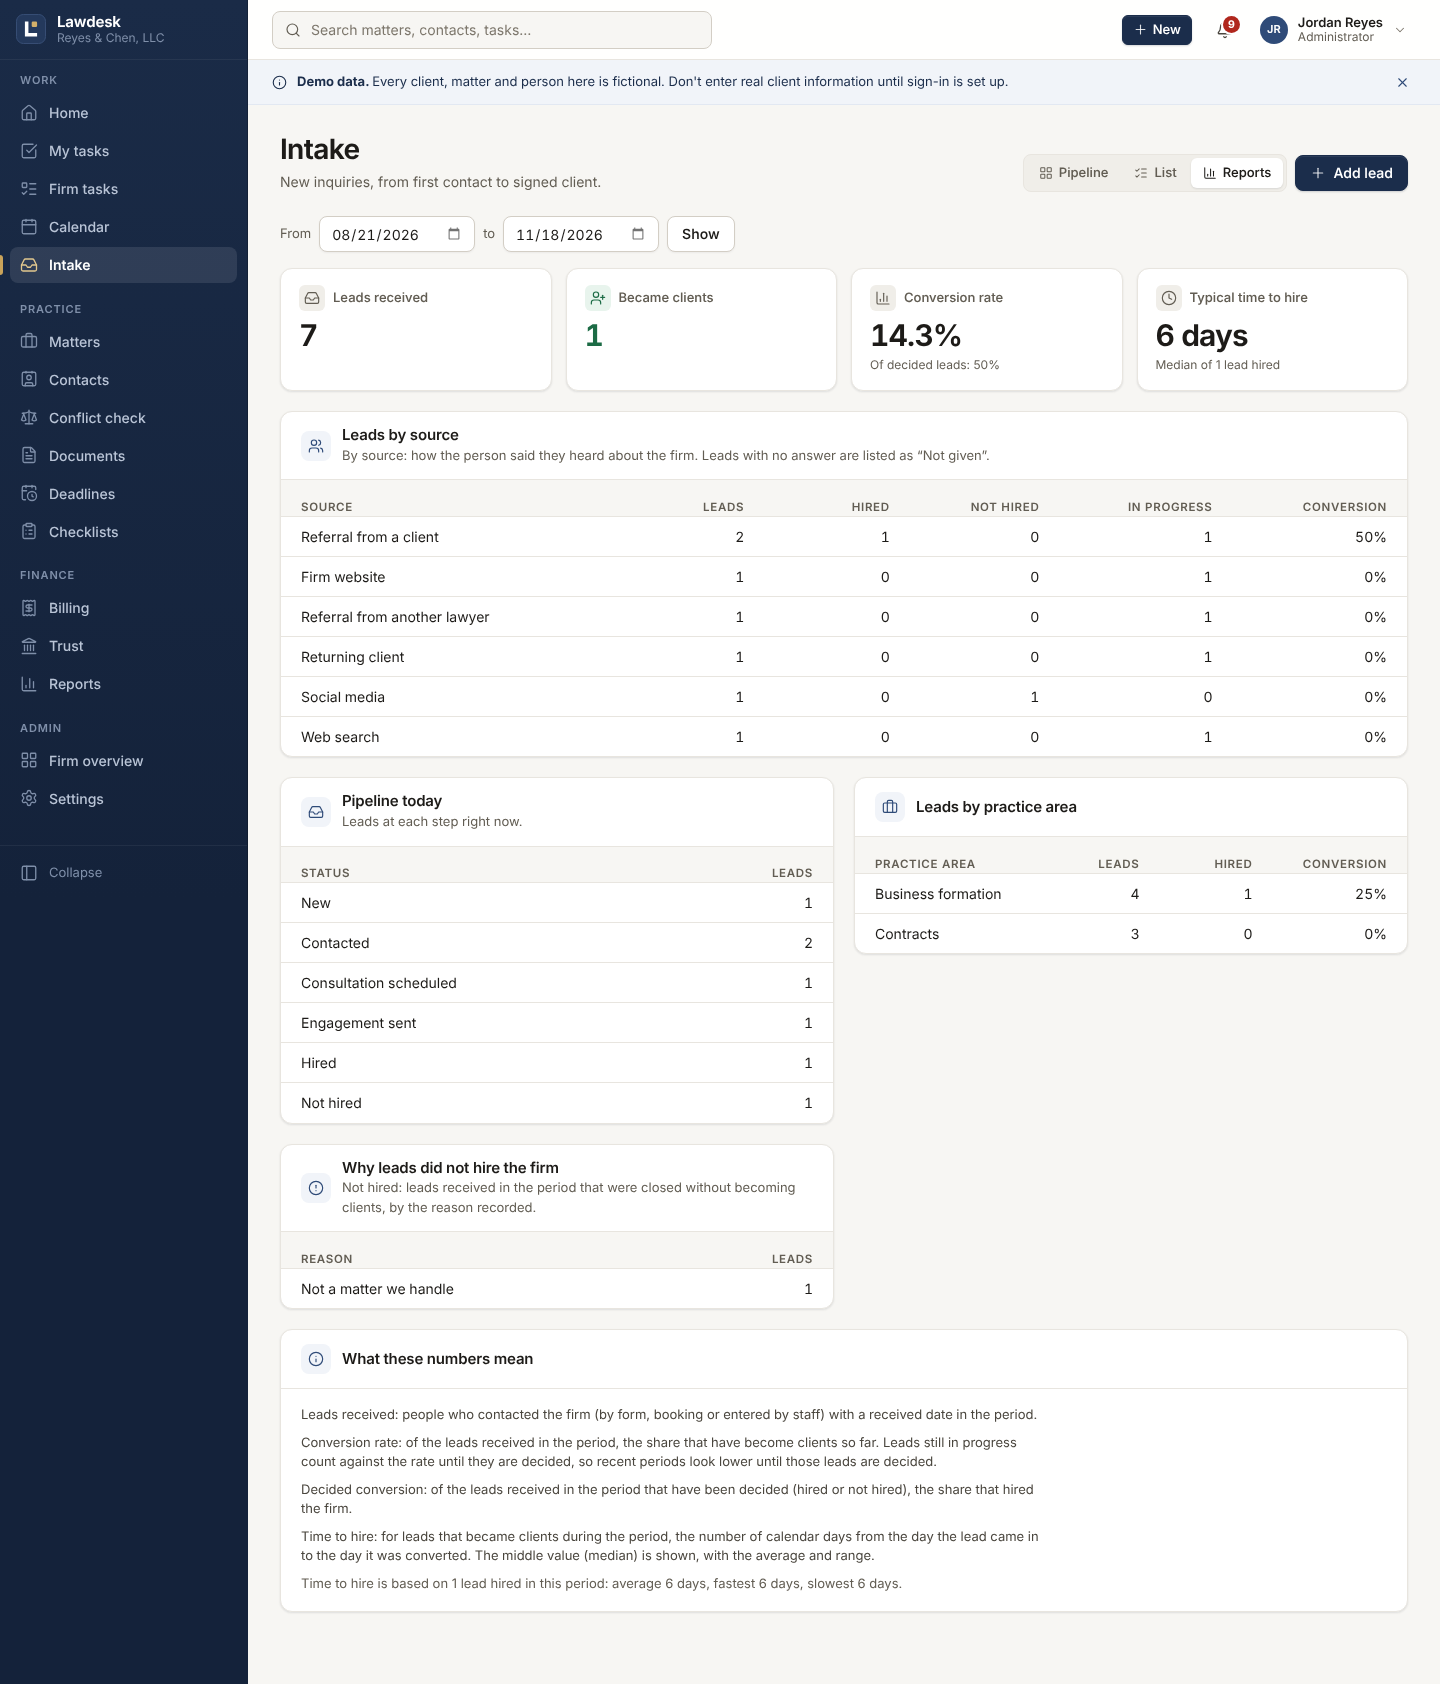 Lawdesk
Reyes & Chen, LLC
WORK
Home
My tasks
Firm tasks
Calendar
Intake
PRACTICE
Matters
Contacts
Conflict check
Documents
Deadlines
Checklists
FINANCE
Billing
Trust
Reports
ADMIN
Firm overview
Settings
Collapse
Search matters, contacts, tasks...
New
9
JR
Jordan Reyes
Administrator
Demo data. Every client, matter and person here is fictional. Don't enter real client information until sign-in is set up.
Intake
New inquiries, from first contact to signed client.
Pipeline
List
Reports
Add lead
From 08/21/2026 to 11/18/2026 Show
Leads received
7
Became clients
1
Conversion rate
14.3%
Of decided leads: 50%
Typical time to hire
6 days
Median of 1 lead hired
Leads by source
By source: how the person said they heard about the firm. Leads with no answer are listed as “Not given”.
SOURCE LEADS HIRED NOT HIRED IN PROGRESS CONVERSION
Referral from a client 2 1 0 1 50%
Firm website 1 0 0 1 0%
Referral from another lawyer 1 0 0 1 0%
Returning client 1 0 0 1 0%
Social media 1 0 1 0 0%
Web search 1 0 0 1 0%
Pipeline today
Leads at each step right now.
STATUS LEADS
New 1
Contacted 2
Consultation scheduled 1
Engagement sent 1
Hired 1
Not hired 1
Leads by practice area
PRACTICE AREA LEADS HIRED CONVERSION
Business formation 4 1 25%
Contracts 3 0 0%
Why leads did not hire the firm
Not hired: leads received in the period that were closed without becoming
clients, by the reason recorded.
REASON LEADS
Not a matter we handle 1
What these numbers mean
Leads received: people who contacted the firm (by form, booking or entered by staff) with a received date in the period.
Conversion rate: of the leads received in the period, the share that have become clients so far. Leads still in progress
count against the rate until they are decided, so recent periods look lower until those leads are decided.
Decided conversion: of the leads received in the period that have been decided (hired or not hired), the share that hired
the firm.
Time to hire: for leads that became clients during the period, the number of calendar days from the day the lead came in
to the day it was converted. The middle value (median) is shown, with the average and range.
Time to hire is based on 1 lead hired in this period: average 6 days, fastest 6 days, slowest 6 days.